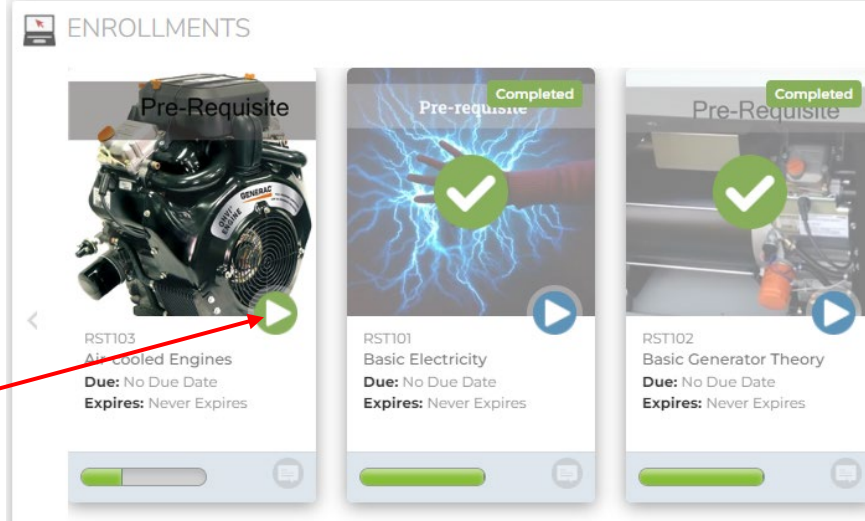 ENROLLMENTS
Pre-Requisite
GENERAC
OHVI
ENGINE
RST103
Air-cooled Engines
Due: No Due Date
Expires: Never Expires
Completed
Pre-requisite
RST101
Basic Electricity
Due: No Due Date
Expires: Never Expires
Completed
Pre-Requisite
RST102
Basic Generator Theory
Due: No Due Date
Expires: Never Expires